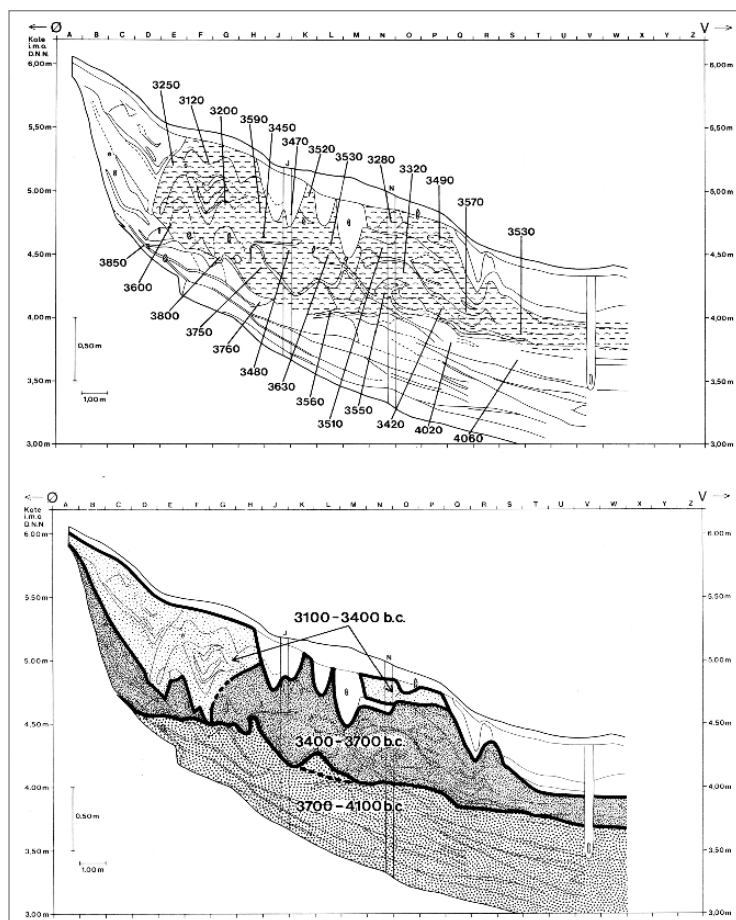 ← Ø V →
A B C D E F G H J K L M N O P Q R S T U V W X Y Z
Kote
i.m.o.
D.N.N.
6,00m 6,00m
3250
3120
3200
3590
3450
3470
3520
3530
3280
3320
3490
3570
3530
5,50m 5,50m
J
N
5,00m 5,00m
4,50m 4,50m
3850
3600
3800
3750
3760
3480
3630
3560
3510
3550
3420
4020
4060
4,00m 4,00m
0,50m
1,00m
3,50m 3,50m
3,00m 3,00m
← Ø V →
A B C D E F G H J K L M N O P Q R S T U V W X Y Z
Kote
i.m.o.
D.N.N.
6.00m 6,00m
5.50m 5,50m
3100-3400 b.c.
J
N
5.00m 5,00m
4.50m 4,50m
3400-3700 b.c.
4.00m 4,00m
3700-4100 b.c.
0.50m
1.00m
3,50m 3,50m
3,00m 3,00m